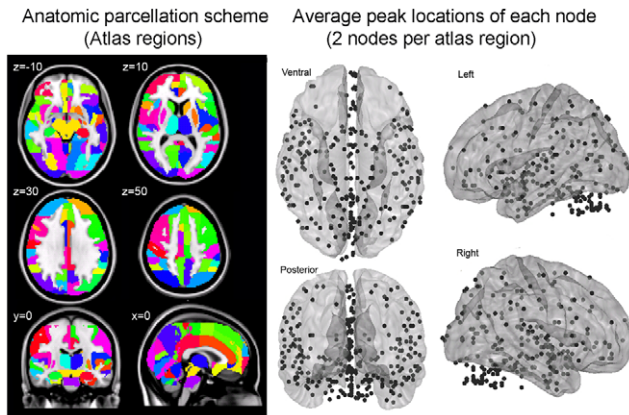 Anatomic parcellation scheme
(Atlas regions)
Average peak locations of each node
(2 nodes per atlas region)
z=-10
z=10
z=30
z=50
y=0
x=0
Ventral
Left
Posterior
Right